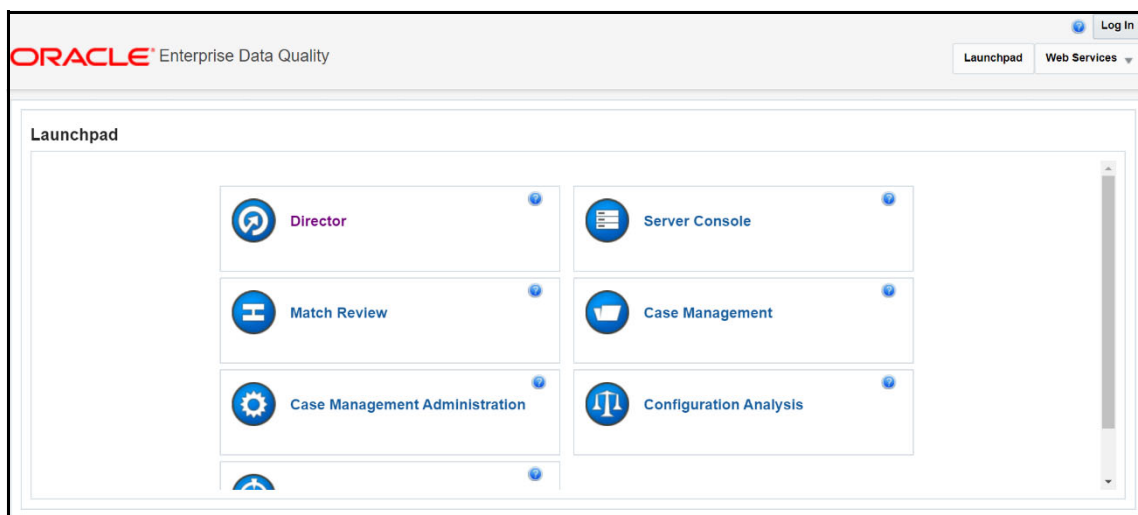 Log In
ORACLE Enterprise Data Quality
Launchpad Web Services
Launchpad
Director Server Console
Match Review Case Management
Case Management Administration Configuration Analysis